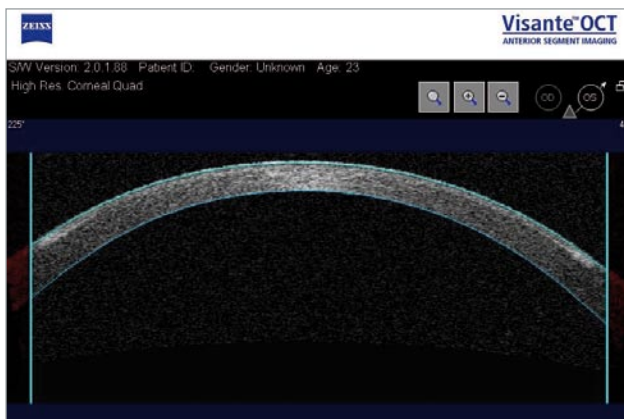 ZEISS
Visante™OCT
ANTERIOR SEGMENT IMAGING
S/W Version: 2.0.1.88 Patient ID: Gender: Unknown Age: 23
High Res. Corneal Quad
OD
OS
225°
4